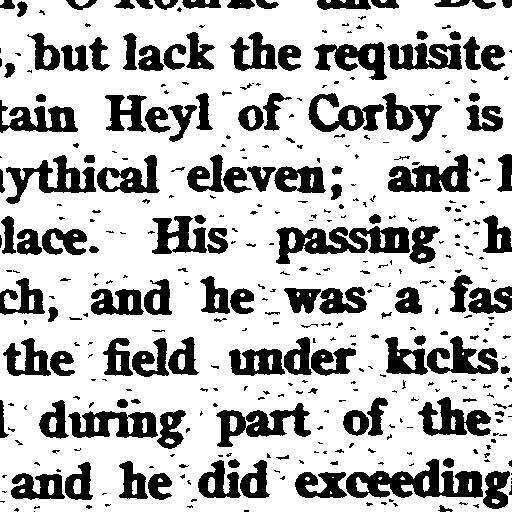 but lack the requisite
tain Heyl of Corby is
ythical eleven; and
lace. His passing
ch, and he was a fas
the field under kicks.
during part of the
and he did exceeding